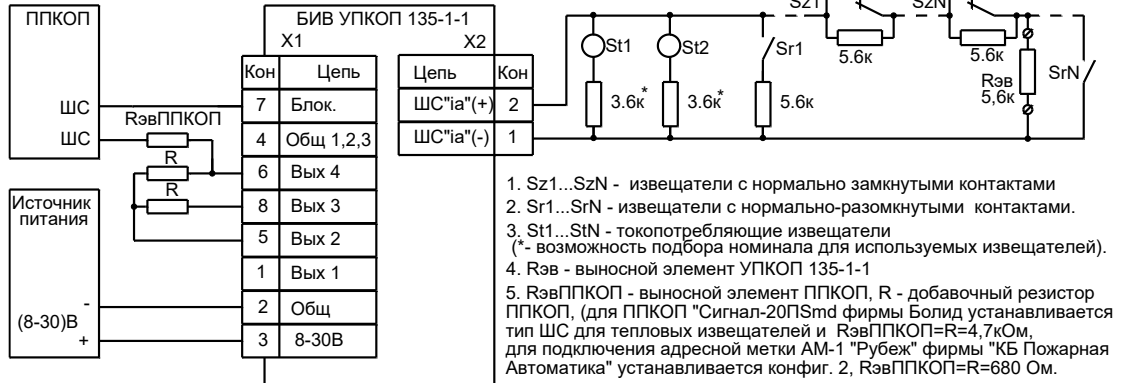 ППКОП
БИВ УПКОП 135-1-1
X1
X2
Кон
Цепь
Цепь
Кон
ШС
7
Блок.
ШС"ia"(+)
2
RэвППКОП
ШС
4
Общ 1,2,3
ШС"ia"(-)
1
R
6
Вых 4
R
8
Вых 3
5
Вых 2
1
Вых 1
Источник
питания
-
2
Общ
(8-30)В
+
3
8-30В
St1
St2
Sr1
Sz1
SzN
5.6к
5.6к
3.6к*
3.6к*
5.6к
Rэв
5,6к
SrN
1. Sz1...SzN - извещатели с нормально замкнутыми контактами
2. Sr1...SrN - извещатели с нормально-разомкнутыми контактами.
3. St1...StN - токопотребляющие извещатели
(*- возможность подбора номинала для используемых извещателей).
4. Rэв - выносной элемент УПКОП 135-1-1
5. RэвППКОП - выносной элемент ППКОП, R - добавочный резистор
ППКОП, (для ППКОП "Сигнал-20ПSmd фирмы Болид устанавливается
тип ШС для тепловых извещателей и RэвППКОП=R=4,7кОм,
для подключения адресной метки АМ-1 "Рубеж" фирмы "КБ Пожарная
Автоматика" устанавливается конфиг. 2, RэвППКОП=R=680 Ом.